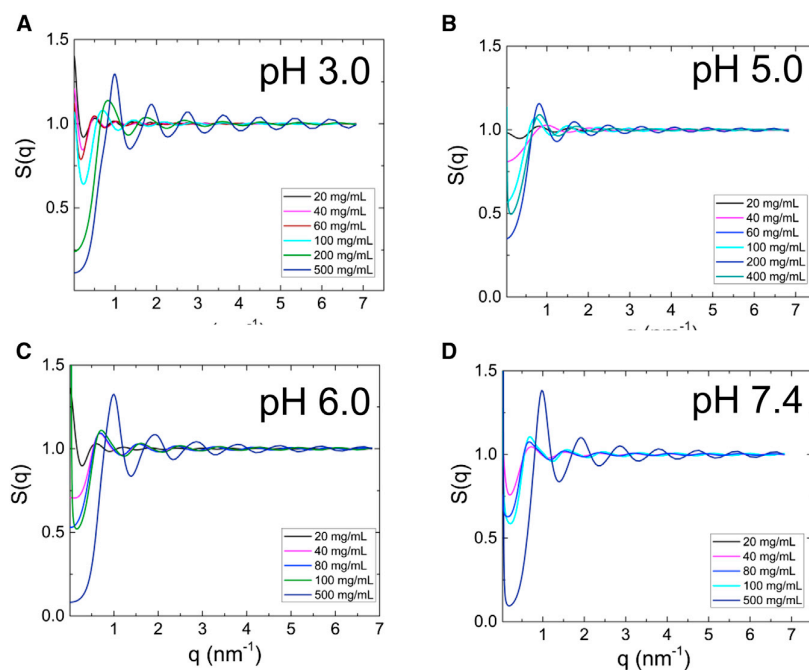 A
pH 3.0
1.5
1.0
0.5
S(q)
20 mg/mL
40 mg/mL
60 mg/mL
100 mg/mL
200 mg/mL
500 mg/mL
1 2 3 4 5 6 7
B
pH 5.0
1.5
1.0
0.5
0.0
S(q)
20 mg/mL
40 mg/mL
60 mg/mL
100 mg/mL
200 mg/mL
400 mg/mL
0 1 2 3 4 5 6 7
q (nm⁻¹)
C
pH 6.0
1.5
1.0
0.5
0.0
S(q)
20 mg/mL
40 mg/mL
80 mg/mL
100 mg/mL
500 mg/mL
1 2 3 4 5 6 7
q (nm⁻¹)
D
pH 7.4
1.5
1.0
0.5
0.0
S(q)
20 mg/mL
40 mg/mL
80 mg/mL
100 mg/mL
500 mg/mL
1 2 3 4 5 6 7
q (nm⁻¹)